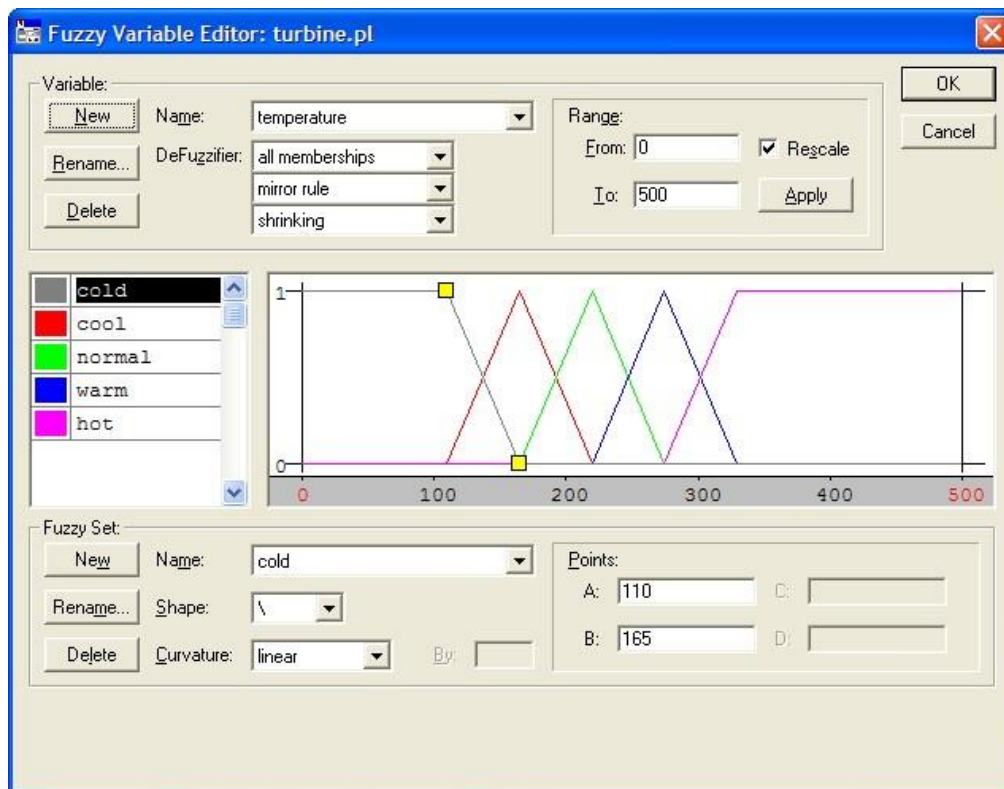 Fuzzy Variable Editor: turbine.pl
Variable:
New
Name:
temperature
Range:
From:
0
Rescale
OK
Cancel
Rename...
DeFuzzifier:
all memberships
mirror rule
shrinking
To:
500
Apply
Delete
cold
cool
normal
warm
hot
1
0
0 100 200 300 400 500
Fuzzy Set:
New
Name:
cold
Points:
A:
110
C:
Rename...
Shape:
\
B:
165
D:
Delete
Curvature:
linear
By: